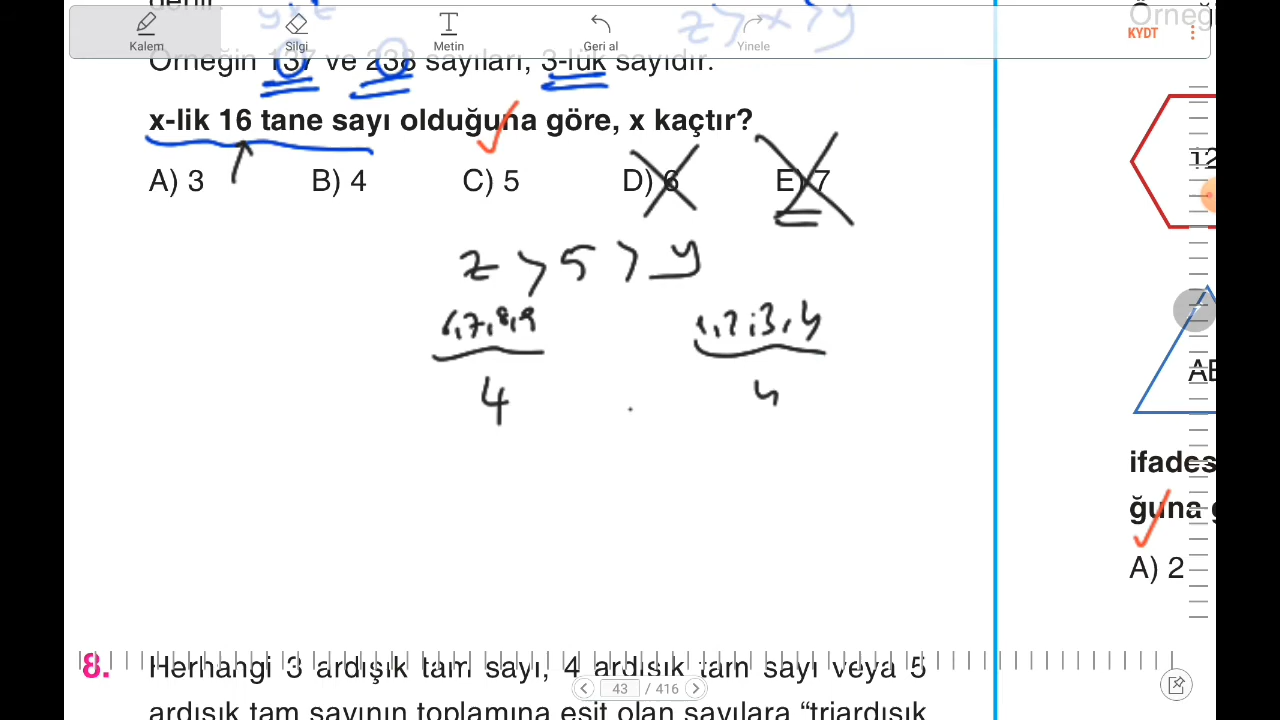 Örneği
z > x > y
Kalem
Silgi
Metin
Geri al
Yinele
KYDT
Örneğin 137 ve 238 sayıları, 3-lük sayıdır.
x-lik 16 tane sayı olduğuna göre, x kaçtır?
A) 3 B) 4 C) 5 D) 6 E) 7
z > 5 > y
6,7,8,9 1,2,3,4
4 . 4
12
AB
ifades
ğuna g
A) 2
8. Herhangi 3 ardışık tam sayı, 4 ardışık tam sayı veya 5
43 / 416
ardışık tam sayının toplamına eşit olan sayılara “triardışık